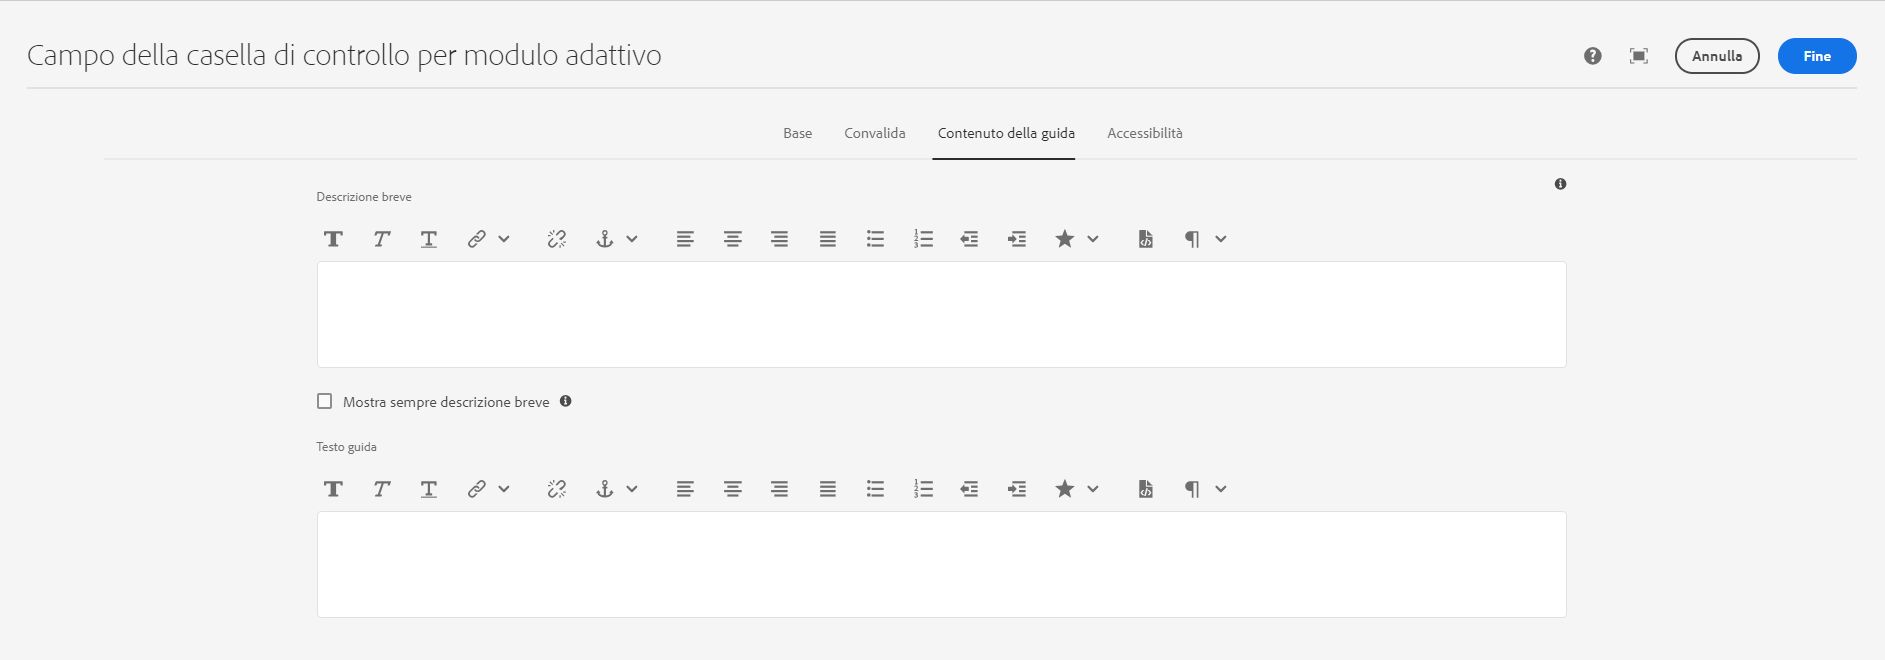 Campo della casella di controllo per modulo adattivo
Annulla
Fine
Base
Convalida
Contenuto della guida
Accessibilità
Descrizione breve
Mostra sempre descrizione breve
Testo guida